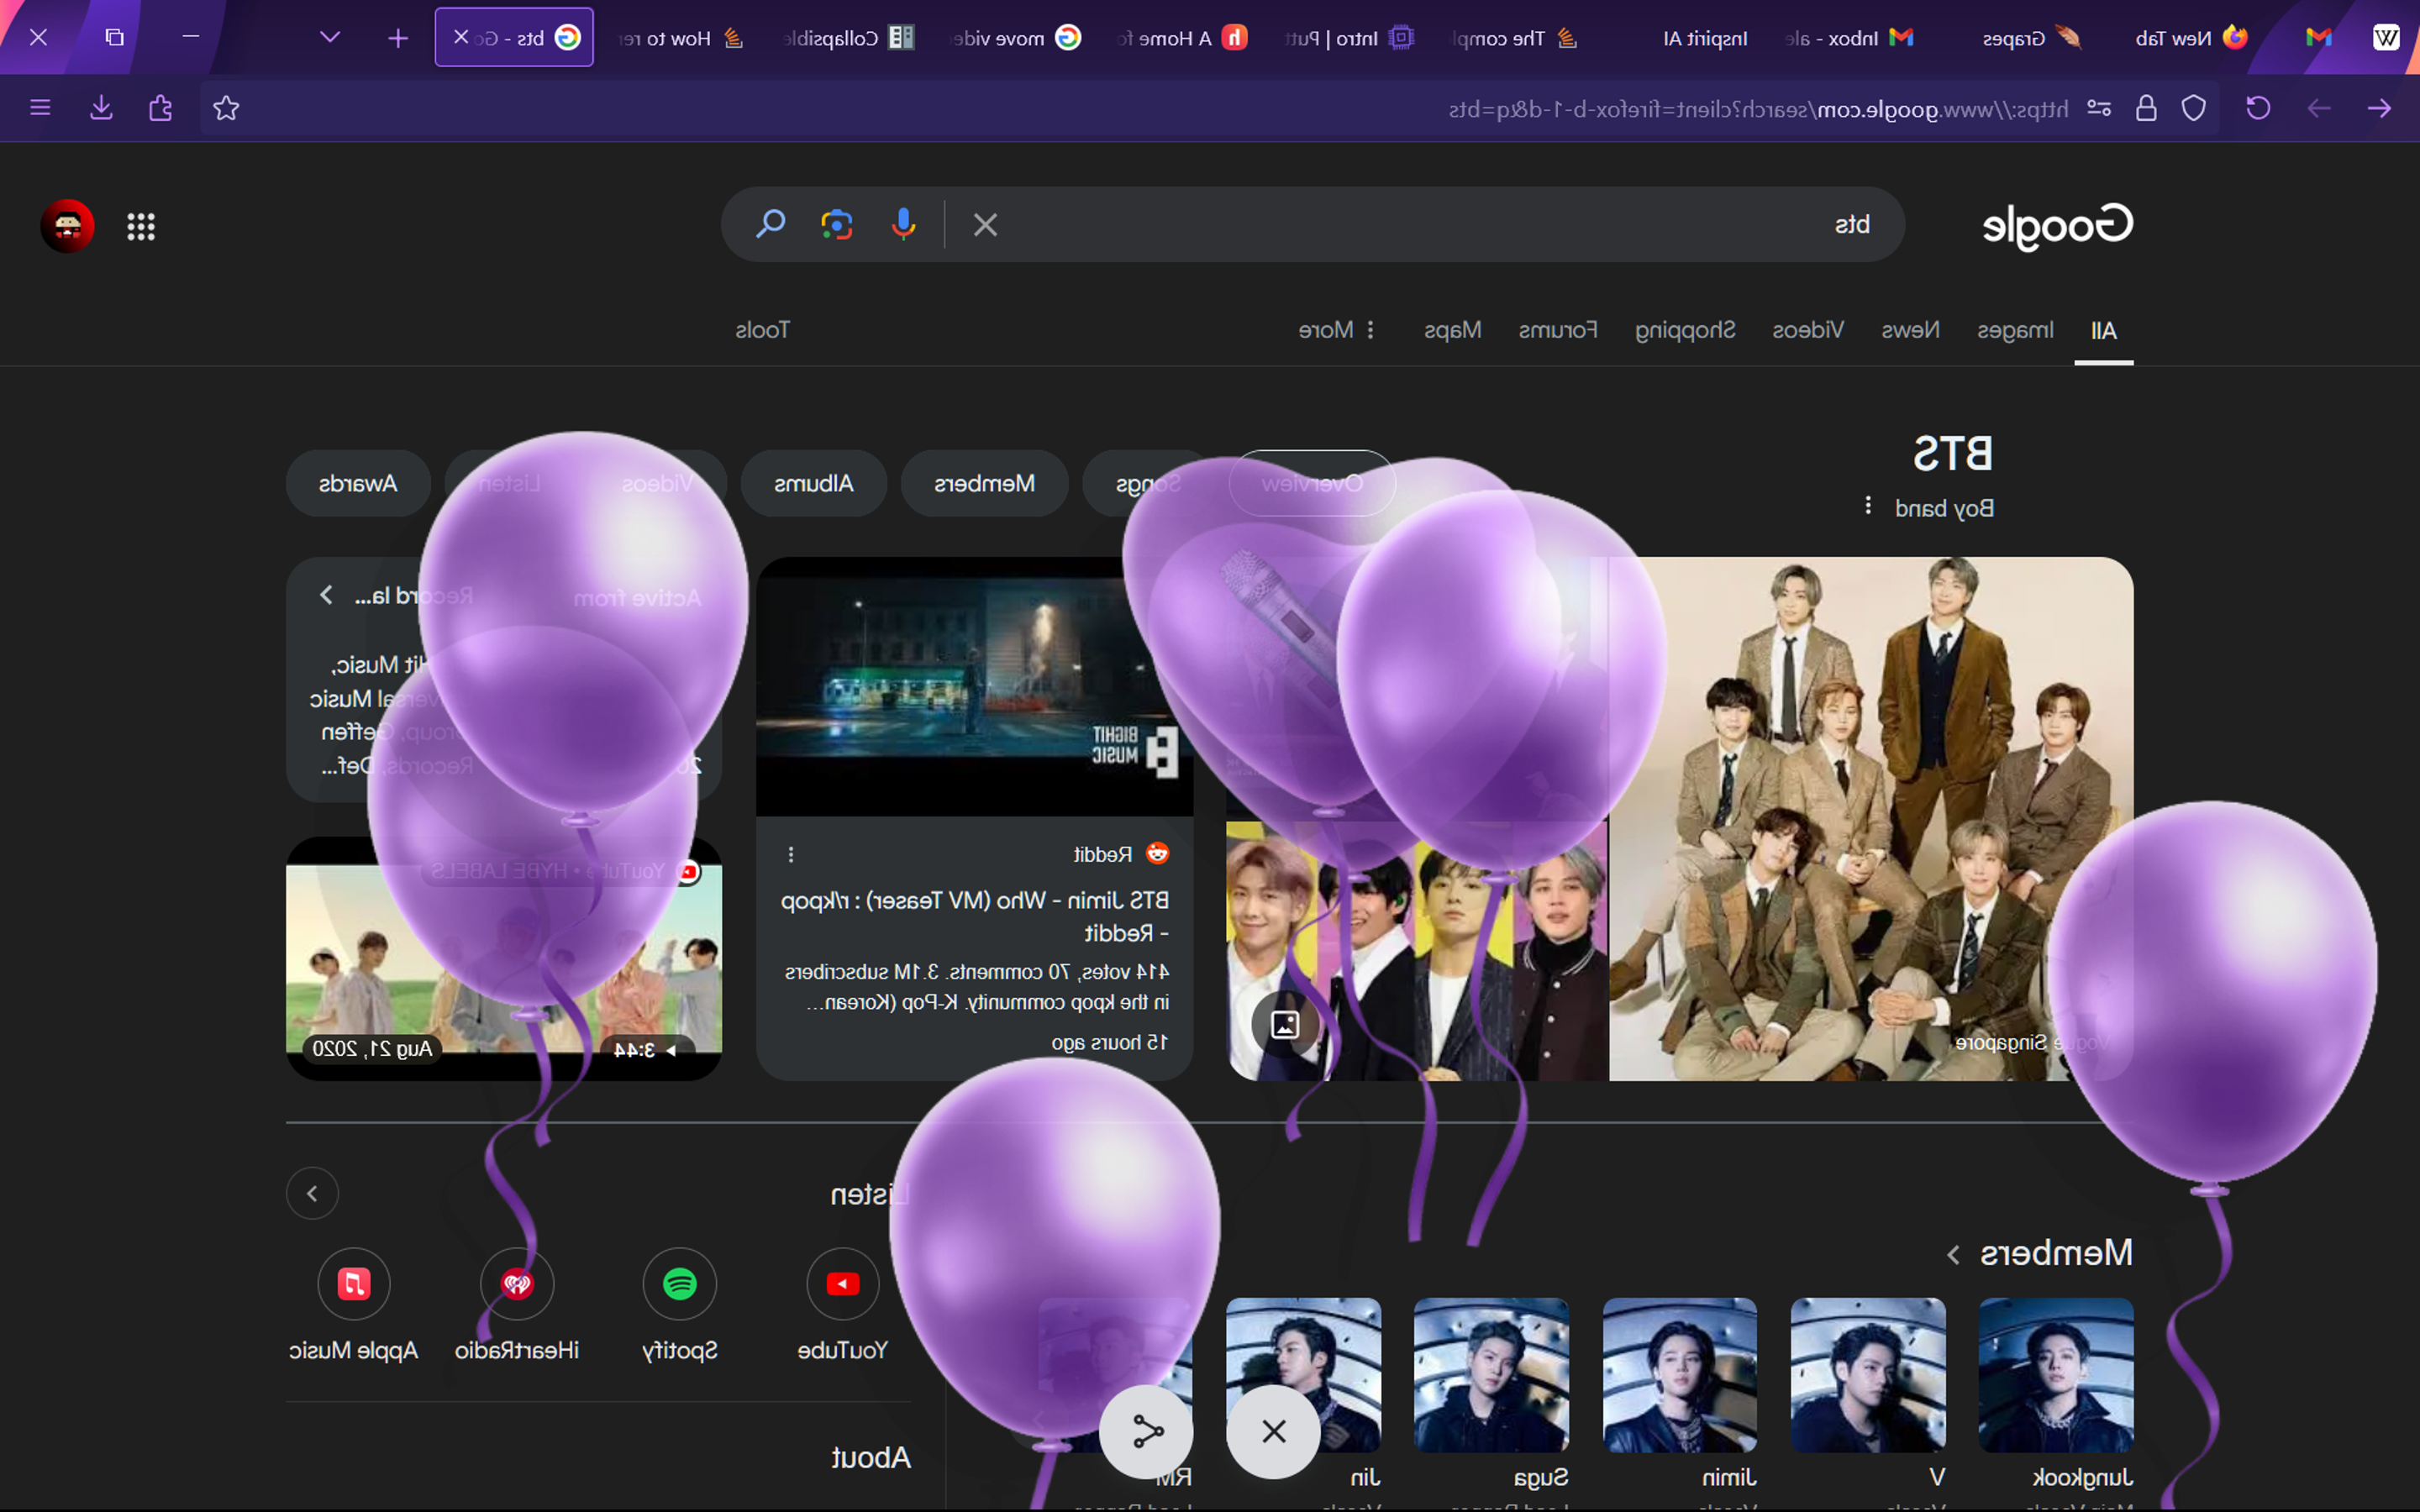 New Tab
Grapes
Inbox - ale
Inspirit AI
The compl
Intro | Putt
A Home fo
move vide
Collapsible
How to rer
bts - Go
https://www.google.com/search?client=firefox-b-1-d&q=bts
Google
bts
All Images News Videos Shopping Forums Maps More Tools
BTS
Boy band
Overview Songs Members Albums Videos Listen Awards
Vogue Singapore
BIGHIT
MUSIC
Reddit
BTS Jimin - Who (MV Teaser) : r/kpop
- Reddit
414 votes, 70 comments. 3.1M subscribers
in the kpop community. K-Pop (Korean...
15 hours ago
Active from
Record la...
Hit Music,
Music
Group, Geffen
Records, Def...
YouTube • HYBE LABELS
3:44
Aug 21, 2020
Members
Jungkook
V
Jimin
Suga
Jin
RM
Listen
YouTube
Spotify
iHeartRadio
Apple Music
About